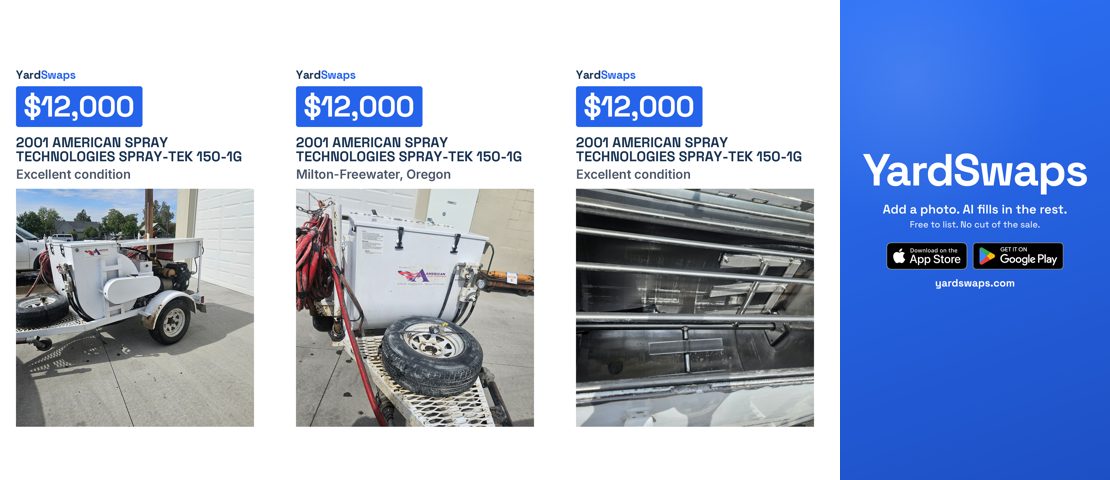 YardSwaps
$12,000
2001 AMERICAN SPRAY
TECHNOLOGIES SPRAY-TEK 150-1G
Excellent condition
YardSwaps
$12,000
2001 AMERICAN SPRAY
TECHNOLOGIES SPRAY-TEK 150-1G
Milton-Freewater, Oregon
AMERICAN
YardSwaps
$12,000
2001 AMERICAN SPRAY
TECHNOLOGIES SPRAY-TEK 150-1G
Excellent condition
YardSwaps
Add a photo. AI fills in the rest.
Free to list. No cut of the sale.
Download on the
App Store
GET IT ON
Google Play
yardswaps.com